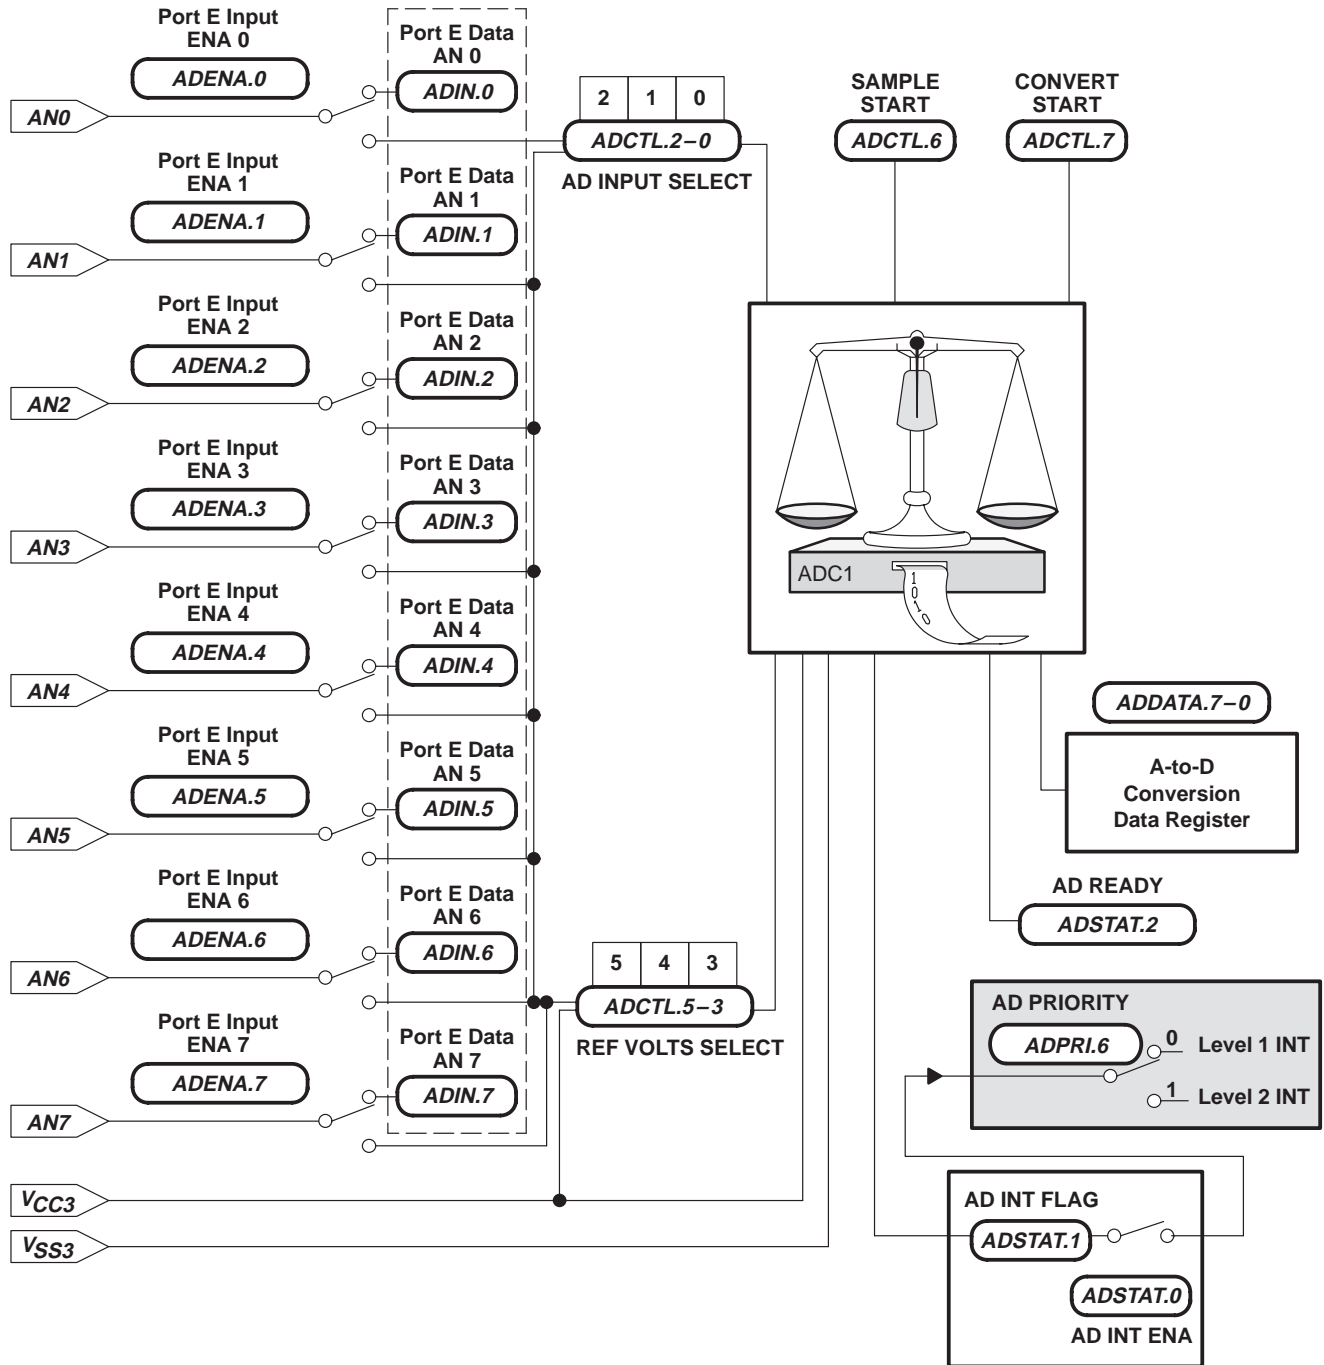 Port E Input
ENA 0
ADENA.0
AN0
Port E Data
AN 0
ADIN.0
Port E Input
ENA 1
ADENA.1
AN1
Port E Data
AN 1
ADIN.1
Port E Input
ENA 2
ADENA.2
AN2
Port E Data
AN 2
ADIN.2
Port E Input
ENA 3
ADENA.3
AN3
Port E Data
AN 3
ADIN.3
Port E Input
ENA 4
ADENA.4
AN4
Port E Data
AN 4
ADIN.4
Port E Input
ENA 5
ADENA.5
AN5
Port E Data
AN 5
ADIN.5
Port E Input
ENA 6
ADENA.6
AN6
Port E Data
AN 6
ADIN.6
Port E Input
ENA 7
ADENA.7
AN7
Port E Data
AN 7
ADIN.7
VCC3
VSS3
2 1 0
ADCTL.2–0
AD INPUT SELECT
5 4 3
ADCTL.5–3
REF VOLTS SELECT
SAMPLE
START
ADCTL.6
CONVERT
START
ADCTL.7
ADC1
1
0
1
0
ADDATA.7–0
A-to-D
Conversion
Data Register
AD READY
ADSTAT.2
AD PRIORITY
ADPRI.6
0 Level 1 INT
1 Level 2 INT
AD INT FLAG
ADSTAT.1
ADSTAT.0
AD INT ENA